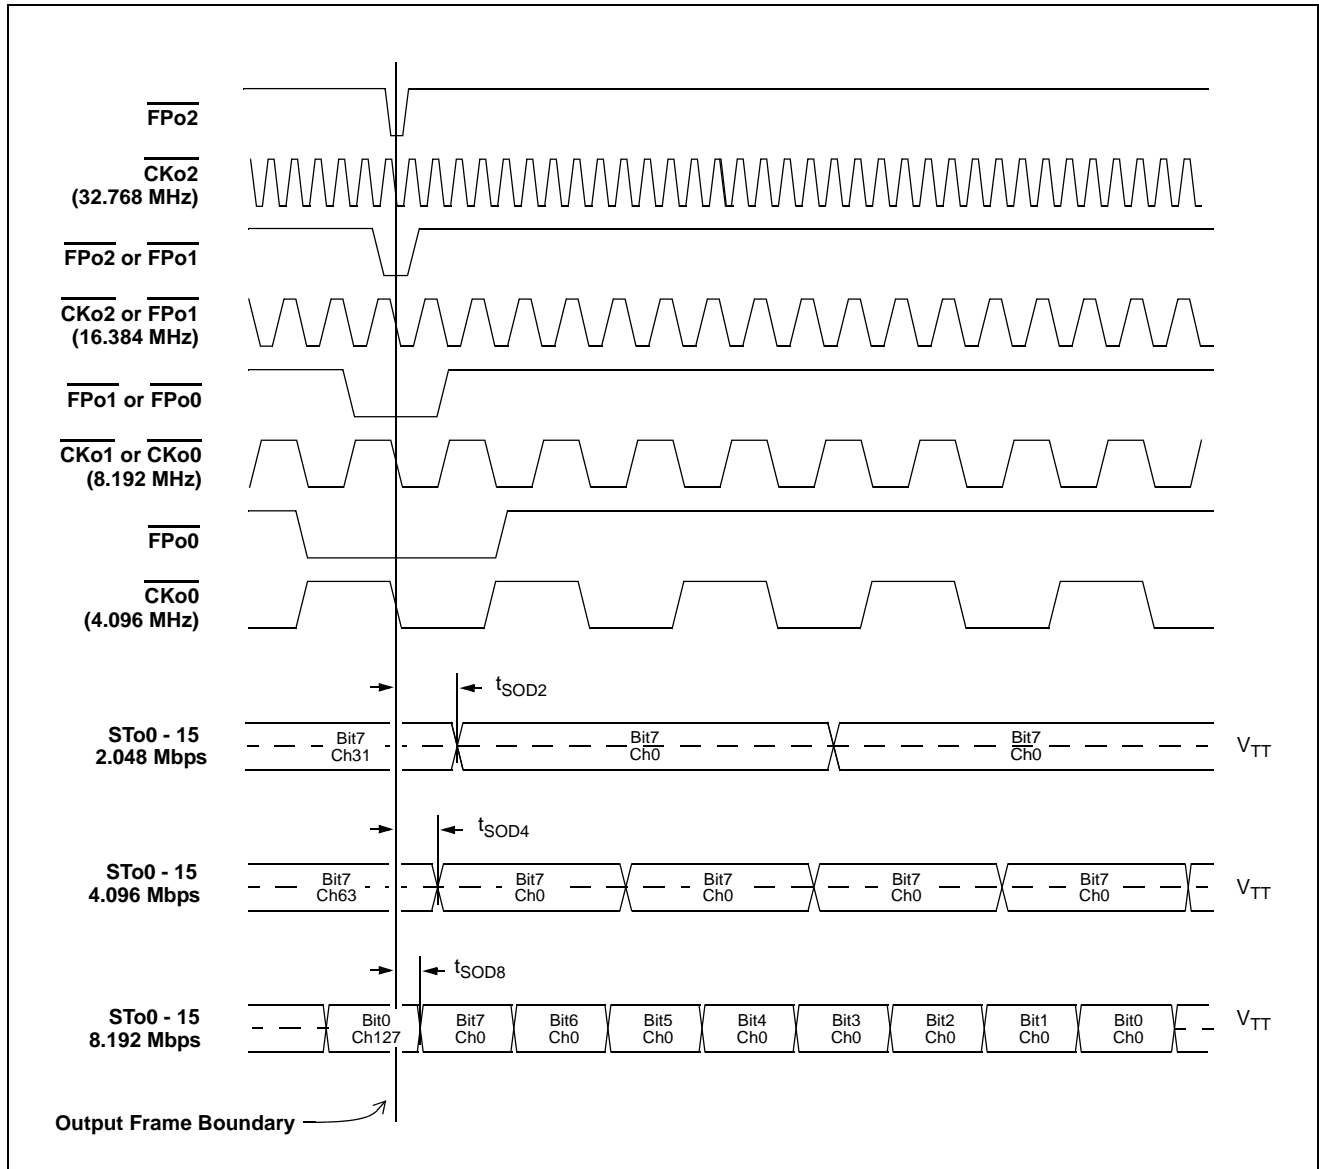 FPo2
CKo2
(32.768 MHz)
FPo2 or FPo1
CKo2 or FPo1
(16.384 MHz)
FPo1 or FPo0
CKo1 or CKo0
(8.192 MHz)
FPo0
CKo0
(4.096 MHz)
tSOD2
STo0 - 15
2.048 Mbps
Bit7
Ch31
Bit7
Ch0
Bit7
Ch0
VTT
tSOD4
STo0 - 15
4.096 Mbps
Bit7
Ch63
Bit7
Ch0
Bit7
Ch0
Bit7
Ch0
Bit7
Ch0
VTT
tSOD8
STo0 - 15
8.192 Mbps
Bit0
Ch127
Bit7
Ch0
Bit6
Ch0
Bit5
Ch0
Bit4
Ch0
Bit3
Ch0
Bit2
Ch0
Bit1
Ch0
Bit0
Ch0
VTT
Output Frame Boundary